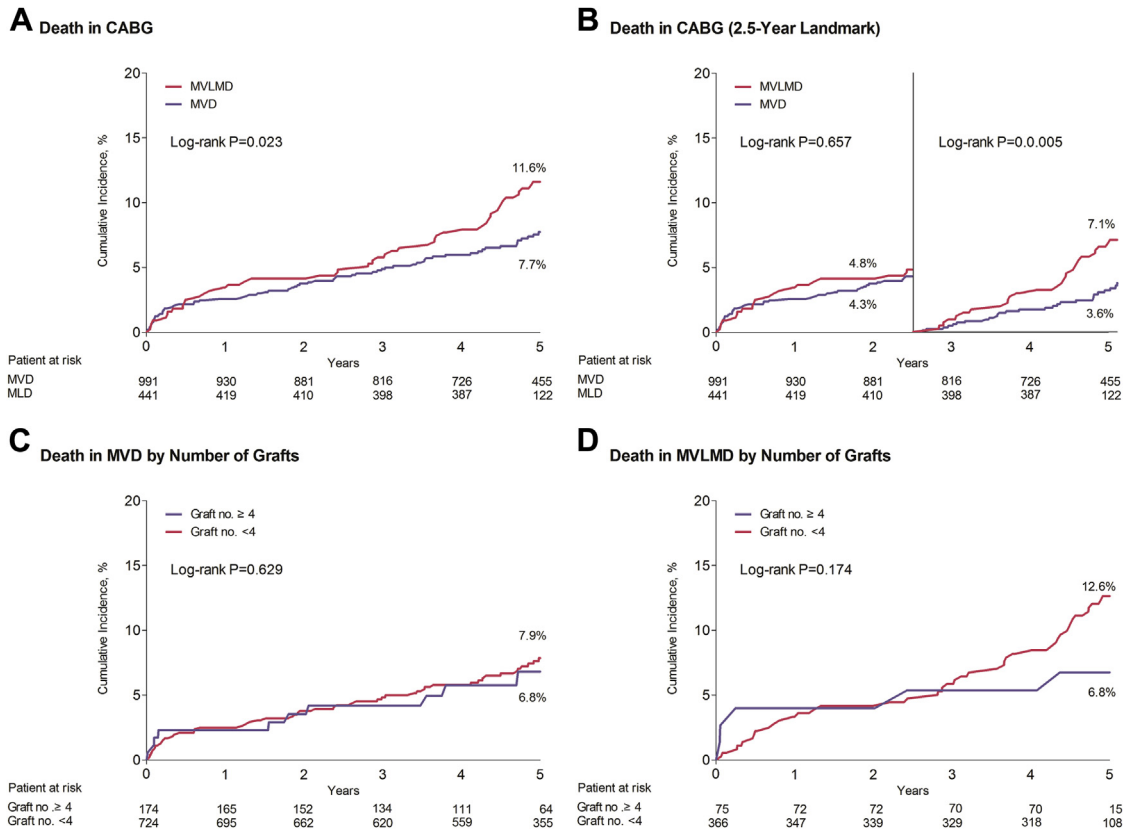 A Death in CABG
20
MVLMD
MVD
15
Log-rank P=0.023
11.6%
10
Cumulative Incidence, %
7.7%
5
0
0 1 2 3 4 5
Years
Patient at risk
MVD 991 930 881 816 726 455
MLD 441 419 410 398 387 122
B Death in CABG (2.5-Year Landmark)
20
MVLMD
MVD
15
Log-rank P=0.657
Log-rank P=0.0.005
10
Cumulative Incidence, %
7.1%
4.8%
5
4.3%
3.6%
0
0 1 2 3 4 5
Years
Patient at risk
MVD 991 930 881 816 726 455
MLD 441 419 410 398 387 122
C Death in MVD by Number of Grafts
20
Graft no. ≥ 4
Graft no. <4
15
Log-rank P=0.629
10
Cumulative Incidence, %
7.9%
5
6.8%
0
0 1 2 3 4 5
Years
Patient at risk
Graft no .≥ 4 174 165 152 134 111 64
Graft no. <4 724 695 662 620 559 355
D Death in MVLMD by Number of Grafts
20
Graft no. ≥ 4
Graft no. <4
15
Log-rank P=0.174
12.6%
10
Cumulative Incidence, %
5
6.8%
0
0 1 2 3 4 5
Years
Patient at risk
Graft no .≥ 4 75 72 72 70 70 15
Graft no. <4 366 347 339 329 318 108